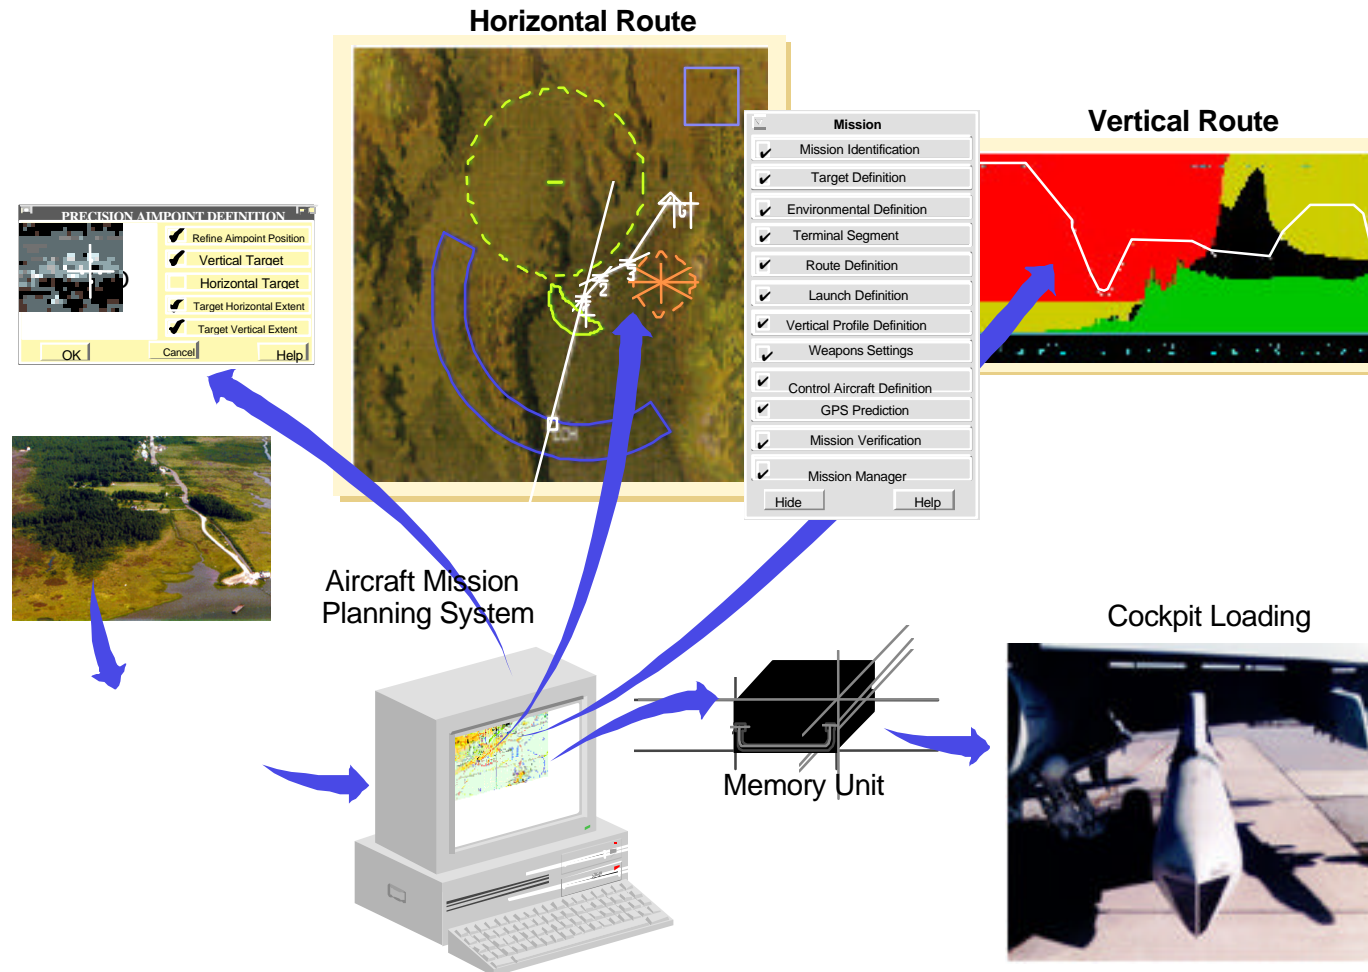 Horizontal Route
Vertical Route
Mission
Mission Identification
Target Definition
Environmental Definition
Terminal Segment
Route Definition
Launch Definition
Vertical Profile Definition
Weapons Settings
Control Aircraft Definition
GPS Prediction
Mission Verification
Mission Manager
Hide
Help
PRECISION AIMPOINT DEFINITION
Refine Aimpoint Position
Vertical Target
Horizontal Target
Target Horizontal Extent
Target Vertical Extent
OK
Cancel
Help
2
3
Aircraft Mission
Planning System
Memory Unit
Cockpit Loading